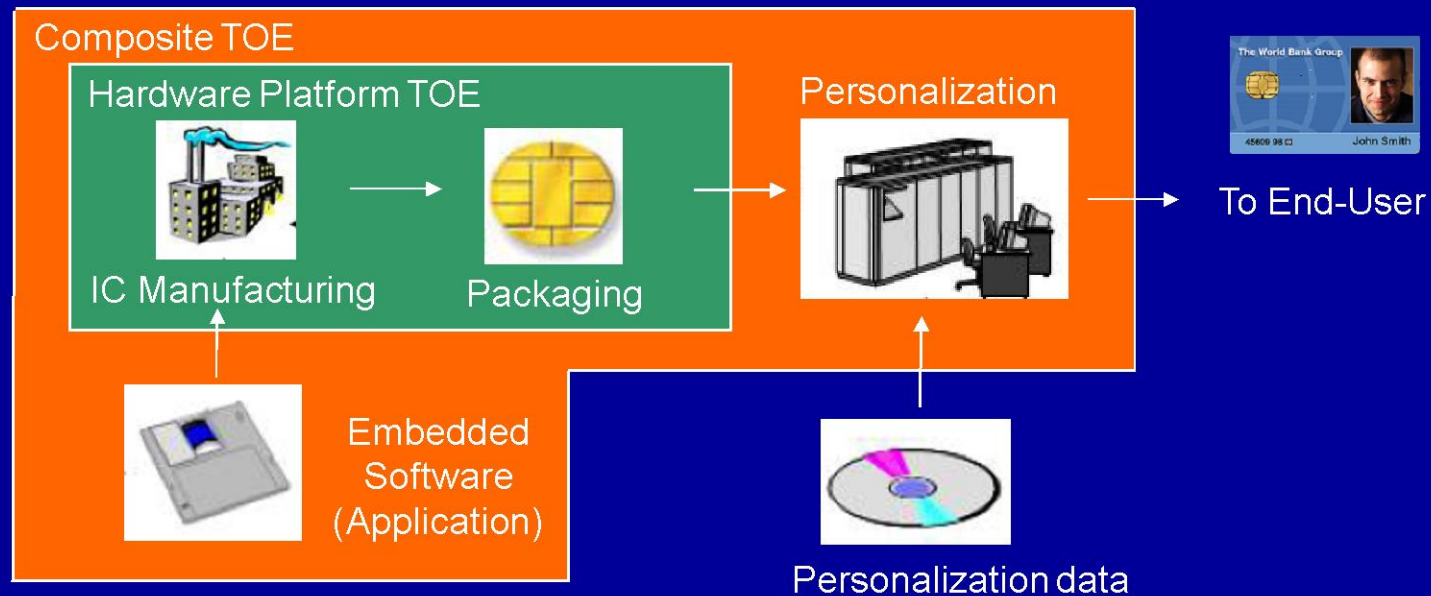 Composite TOE
Hardware Platform TOE
IC Manufacturing
Packaging
Personalization
The World Bank Group
John Smith
To End-User
Embedded
Software
(Application)
Personalization data